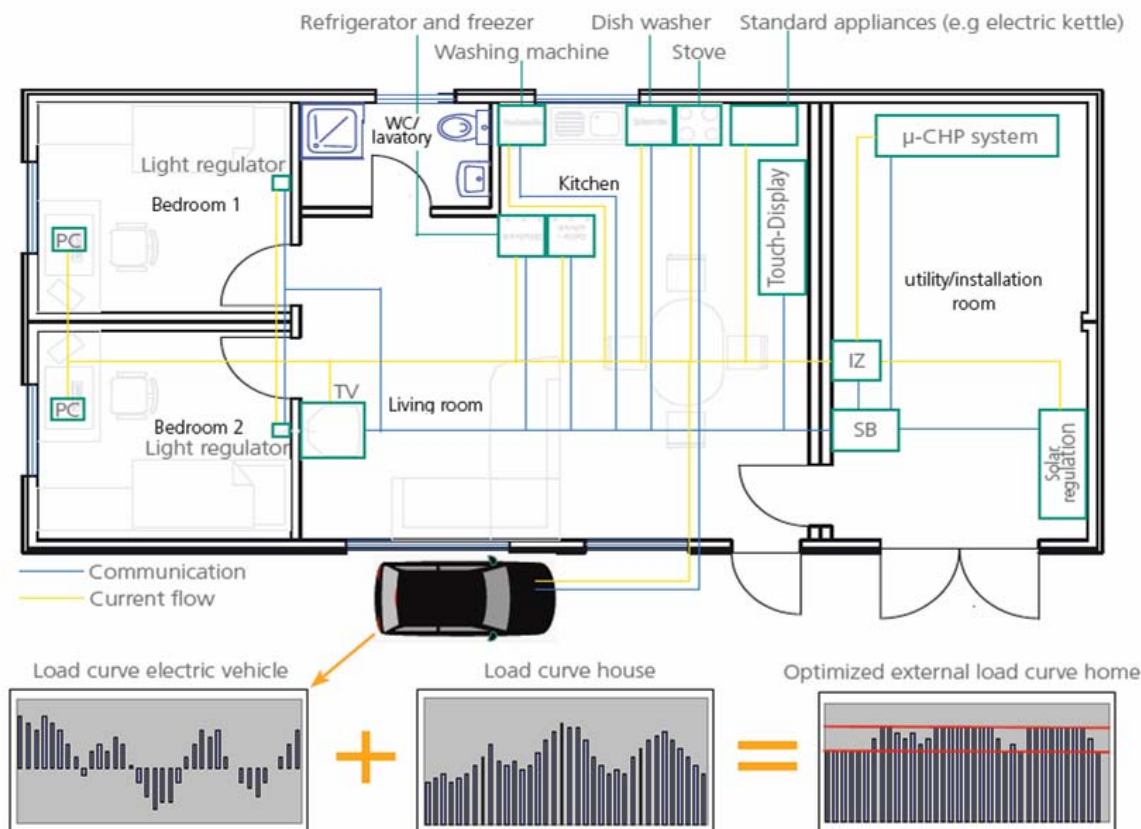 Refrigerator and freezer
Dish washer
Standard appliances (e.g electric kettle)
Washing machine
Stove
WC/
lavatory
μ-CHP system
Light regulator
Kitchen
Bedroom 1
PC
Touch-Display
utility/installation
room
IZ
TV
PC
Living room
Bedroom 2
SB
Light regulator
Solar
regulation
Communication
Current flow
Load curve electric vehicle
Load curve house
Optimized external load curve home